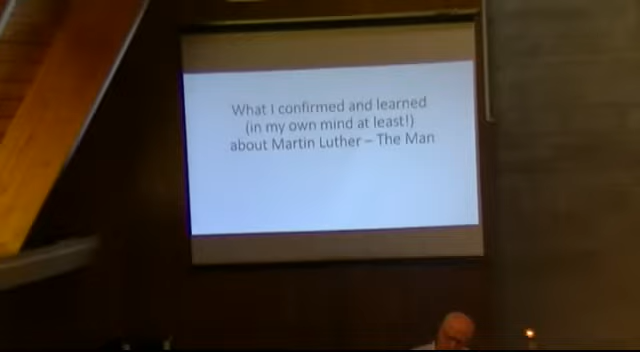 What I confirmed and learned
(in my own mind at least!)
about Martin Luther – The Man